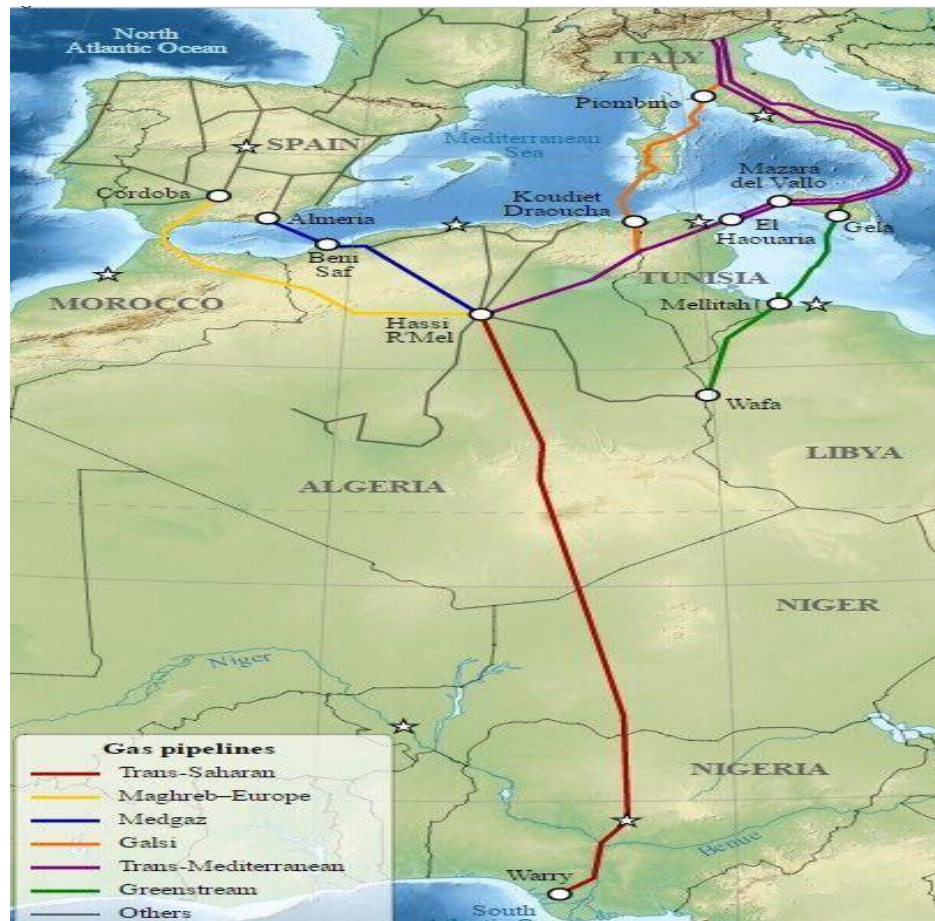 North
Atlantic Ocean
ITALY
Piombino
SPAIN
Mediterranean
Sea
Cordoba
Mazara
del Vallo
Koudiet
Draoucha
Almeria
El
Haouaria
Gela
Beni
Saf
TUNISIA
MOROCCO
Mellitah
Hassi
R'Mel
Wafa
LIBYA
ALGERIA
NIGER
Niger
Gas pipelines
Trans-Saharan
Maghreb–Europe
Medgaz
Galsi
Trans-Mediterranean
Greenstream
Others
NIGERIA
Benue
Warry
South